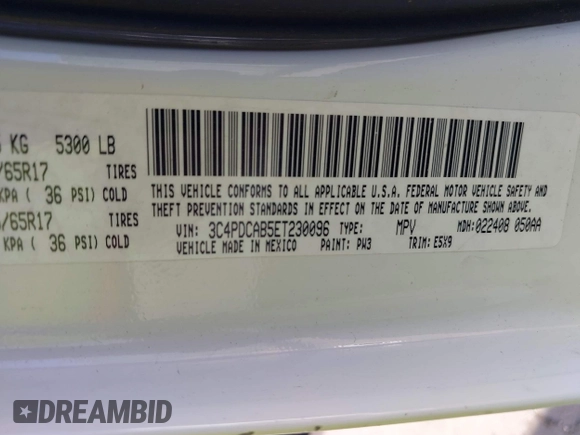 KG 5300 LB
/65R17 TIRES
KPA ( 36 PSI) COLD
/65R17 TIRES
KPA ( 36 PSI) COLD
THIS VEHICLE CONFORMS TO ALL APPLICABLE U.S.A. FEDERAL MOTOR VEHICLE SAFETY AND
THEFT PREVENTION STANDARDS IN EFFECT ON THE DATE OF MANUFACTURE SHOWN ABOVE.
VIN: 3C4PDCAB5ET230096 TYPE: MPV MDH: 022408 050AA
VEHICLE MADE IN MEXICO PAINT: PW3 TRIM: E5X9
DREAMBID